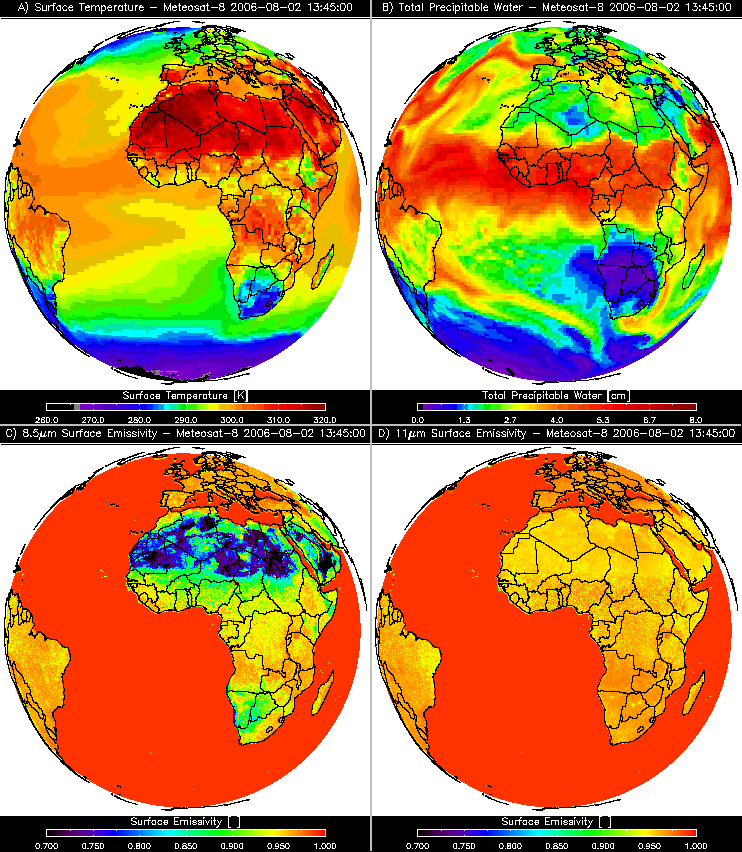 A) Surface Temperature – Meteosat-8 2006-08-02 13:45:00
B) Total Precipitable Water – Meteosat-8 2006-08-02 13:45:00
Surface Temperature [K]
260.0 270.0 280.0 290.0 300.0 310.0 320.0
Total Precipitable Water [cm]
0.0 1.3 2.7 4.0 5.3 6.7 8.0
C) 8.5μm Surface Emissivity – Meteosat-8 2006-08-02 13:45:00
D) 11μm Surface Emissivity – Meteosat-8 2006-08-02 13:45:00
Surface Emissivity [ ]
0.700 0.750 0.800 0.850 0.900 0.950 1.000
Surface Emissivity [ ]
0.700 0.750 0.800 0.850 0.900 0.950 1.000